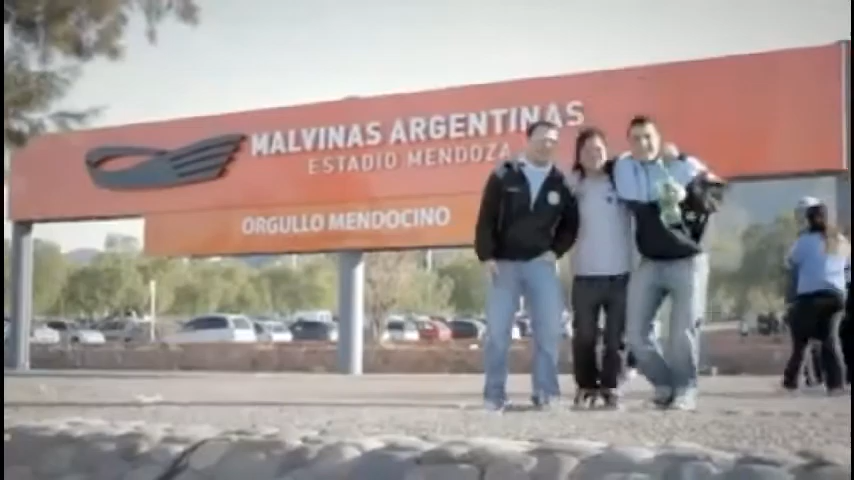 MALVINAS ARGENTINAS
ESTADIO MENDOZA
ORGULLO MENDOCINO